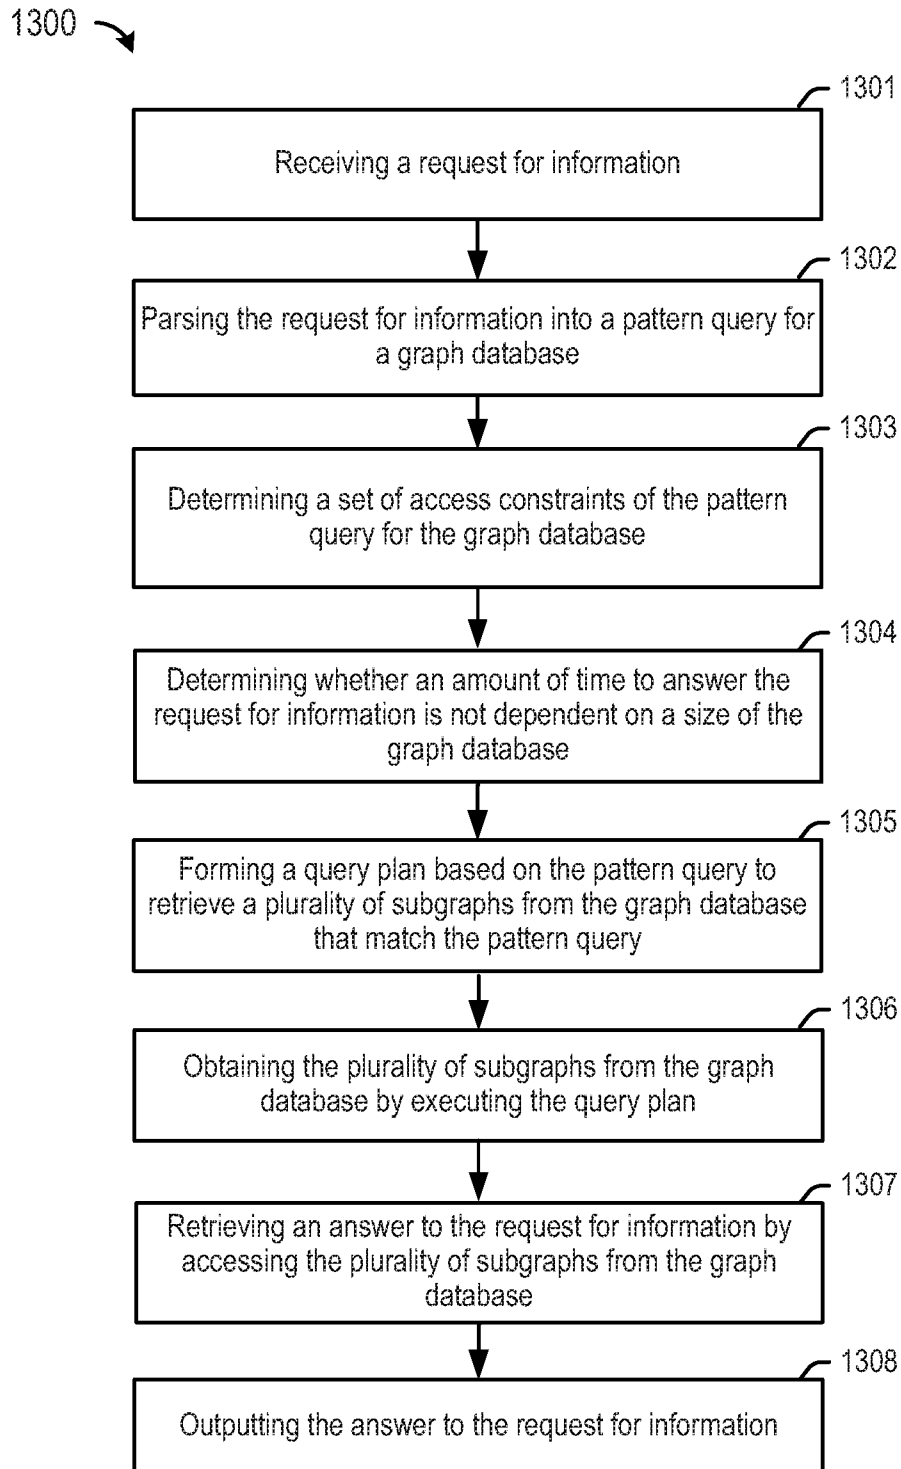 1300
1301
Receiving a request for information
1302
Parsing the request for information into a pattern query for
a graph database
1303
Determining a set of access constraints of the pattern
query for the graph database
1304
Determining whether an amount of time to answer the
request for information is not dependent on a size of the
graph database
1305
Forming a query plan based on the pattern query to
retrieve a plurality of subgraphs from the graph database
that match the pattern query
1306
Obtaining the plurality of subgraphs from the graph
database by executing the query plan
1307
Retrieving an answer to the request for information by
accessing the plurality of subgraphs from the graph
database
1308
Outputting the answer to the request for information